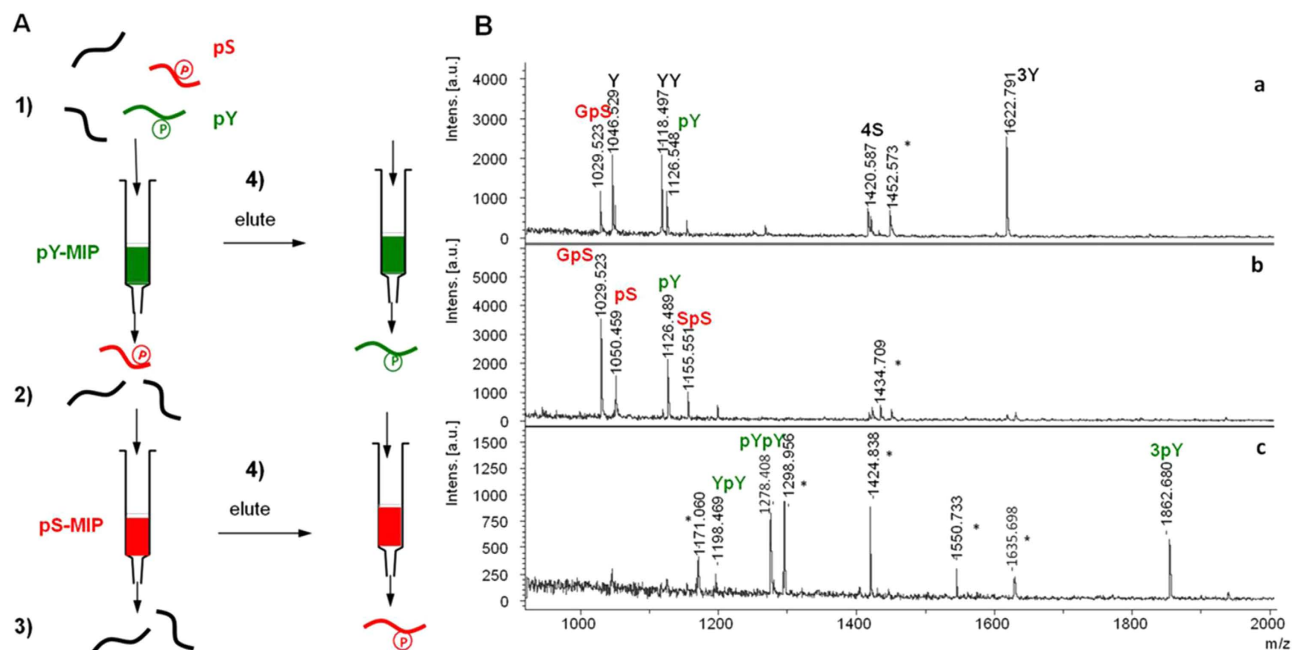 A
pS
P
1)
pY
P
4)
elute
pY-MIP
P
P
2)
4)
elute
pS-MIP
3)
P
B
a
Intens. [a.u.]
4000
3000
2000
1000
0
GpS
1029.523
Y
1046.529
YY
1118.497
pY
1126.548
4S
1420.587
1452.573
*
3Y
1622.791
b
Intens. [a.u.]
5000
4000
3000
2000
1000
0
GpS
1029.523
pS
1050.459
pY
1126.489
SpS
1155.551
1434.709
*
c
Intens. [a.u.]
1500
1250
1000
750
500
250
0
*
1171.060
YpY
1198.469
pYpY
1278.408
1298.956
*
1424.838
*
1550.733
*
1635.698
*
3pY
1862.680
1000
1200
1400
1600
1800
2000
m/z